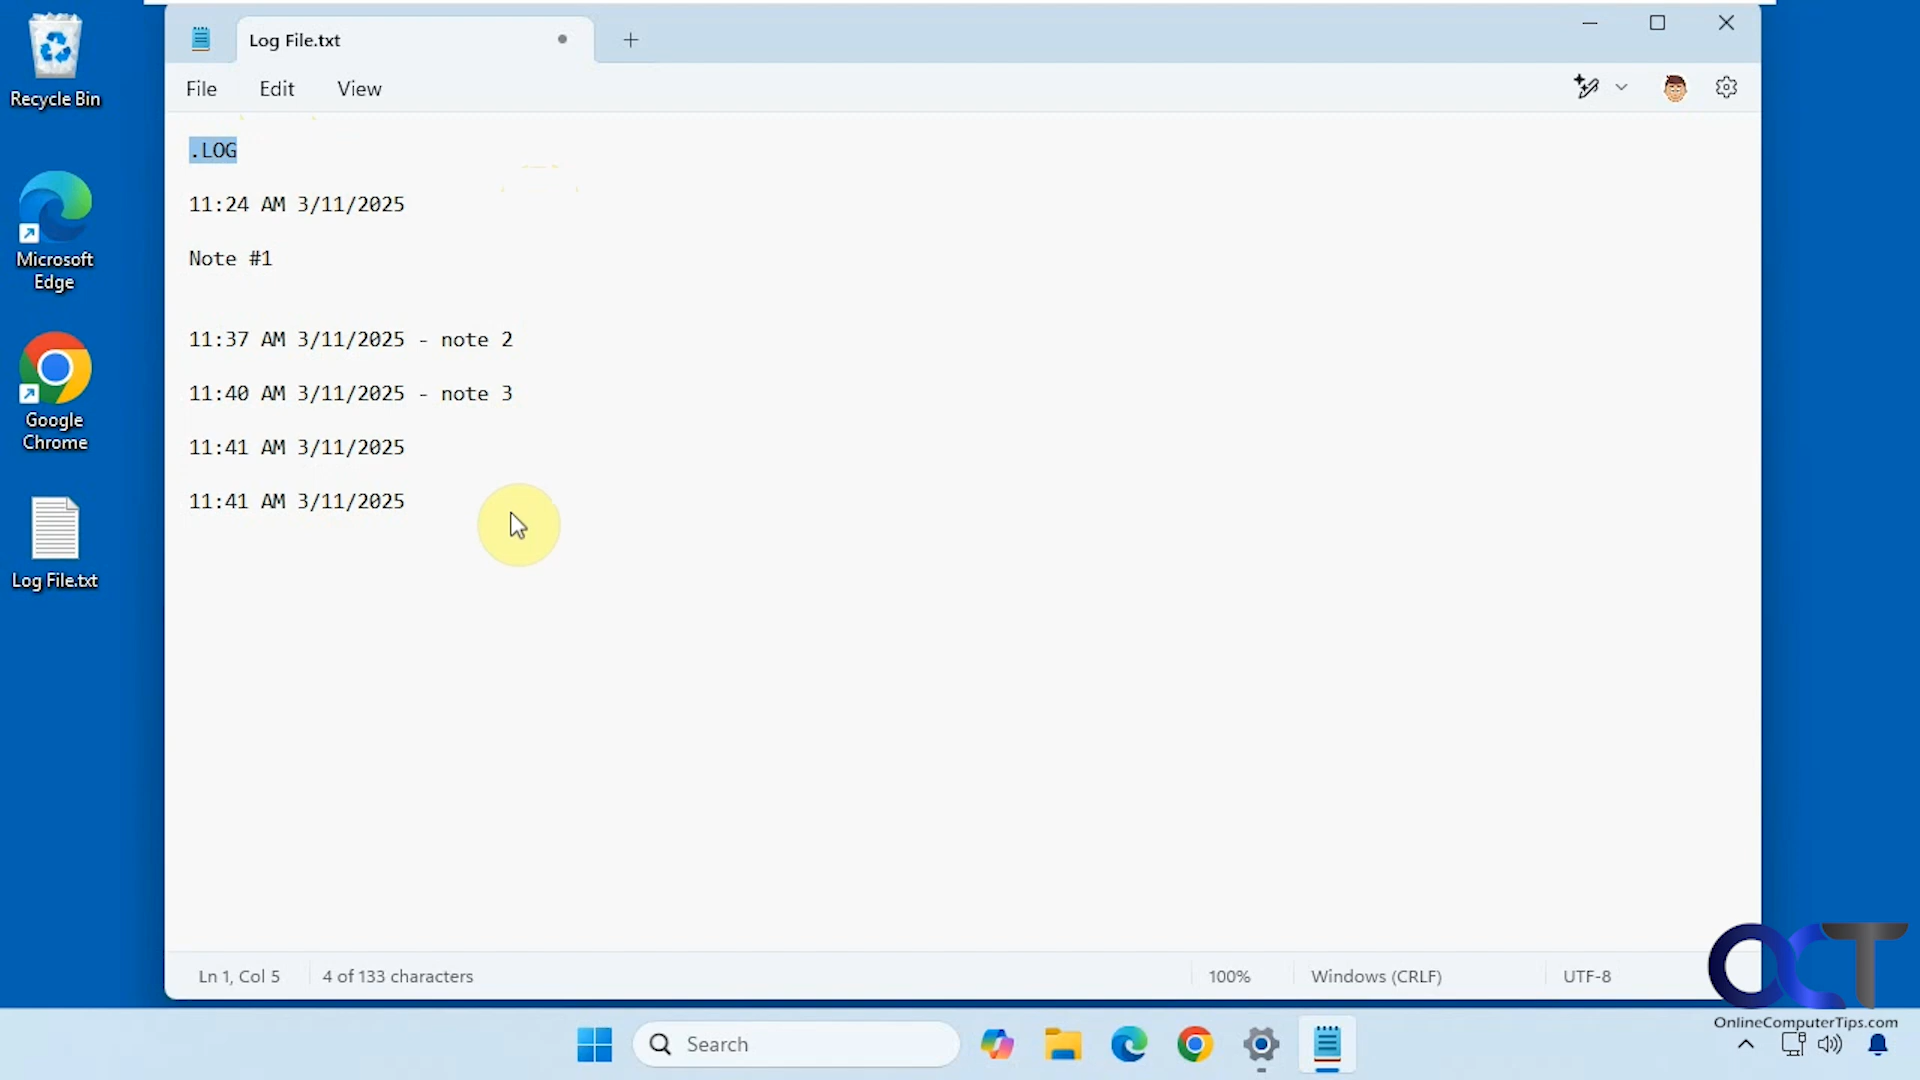 Recycle Bin
Microsoft
Edge
Google
Chrome
Log File.txt
Log File.txt
File Edit View
.LOG
11:24 AM 3/11/2025
Note #1
11:37 AM 3/11/2025 - note 2
11:40 AM 3/11/2025 - note 3
11:41 AM 3/11/2025
11:41 AM 3/11/2025
Ln 1, Col 5 4 of 133 characters 100% Windows (CRLF) UTF-8
OCT
OnlineComputerTips.com
Search